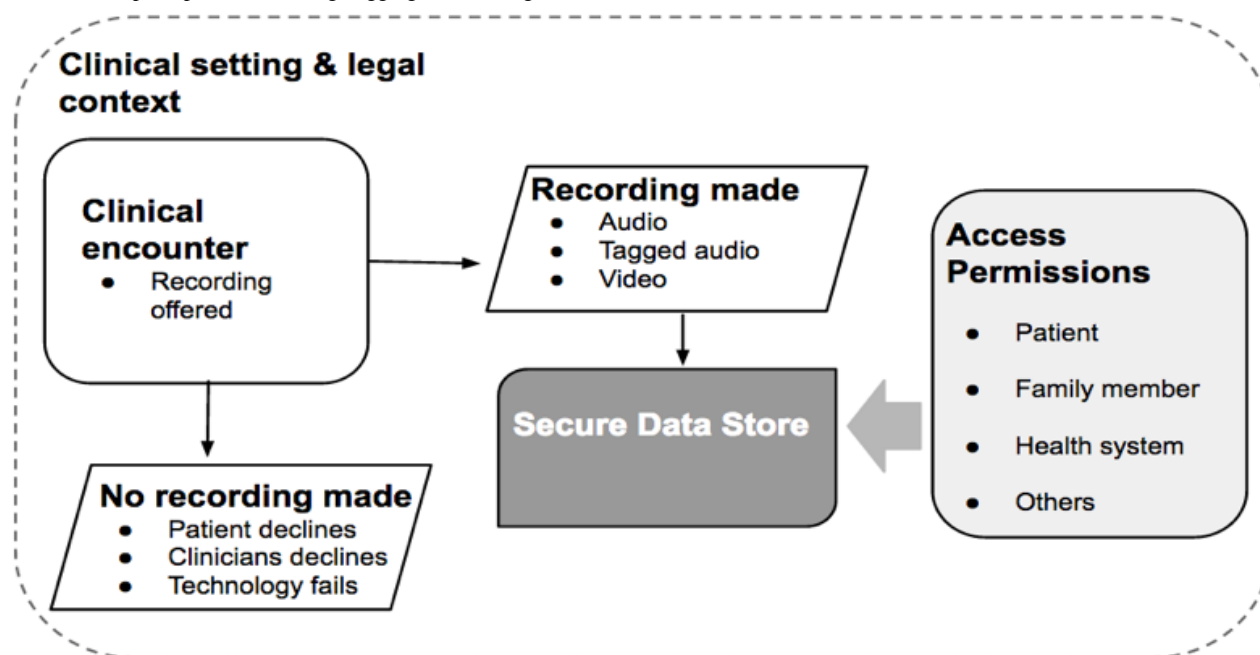 Clinical setting & legal
context
Clinical
encounter
● Recording
offered
Recording made
● Audio
● Tagged audio
● Video
Access
Permissions
● Patient
● Family member
● Health system
● Others
Secure Data Store
No recording made
● Patient declines
● Clinicians declines
● Technology fails